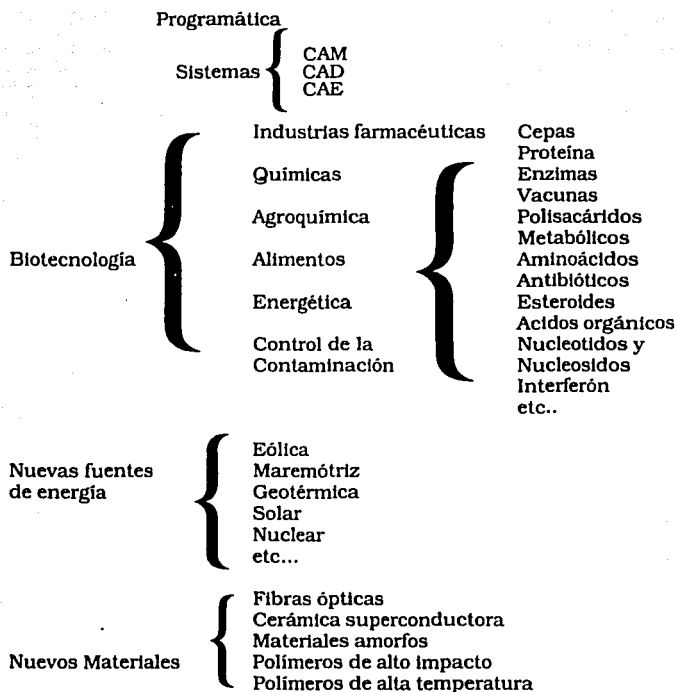 Programática
Sistemas
CAM
CAD
CAE
Biotecnología
Industrias farmacéuticas
Químicas
Agroquímica
Alimentos
Energética
Control de la
Contaminación
Cepas
Proteína
Enzimas
Vacunas
Polisacáridos
Metabólicos
Aminoácidos
Antibióticos
Esteroides
Acidos orgánicos
Nucleotidos y
Nucleosidos
Interferón
etc..
Nuevas fuentes
de energía
Eólica
Maremótriz
Geotérmica
Solar
Nuclear
etc...
Nuevos Materiales
Fibras ópticas
Cerámica superconductora
Materiales amorfos
Polímeros de alto impacto
Polímeros de alta temperatura